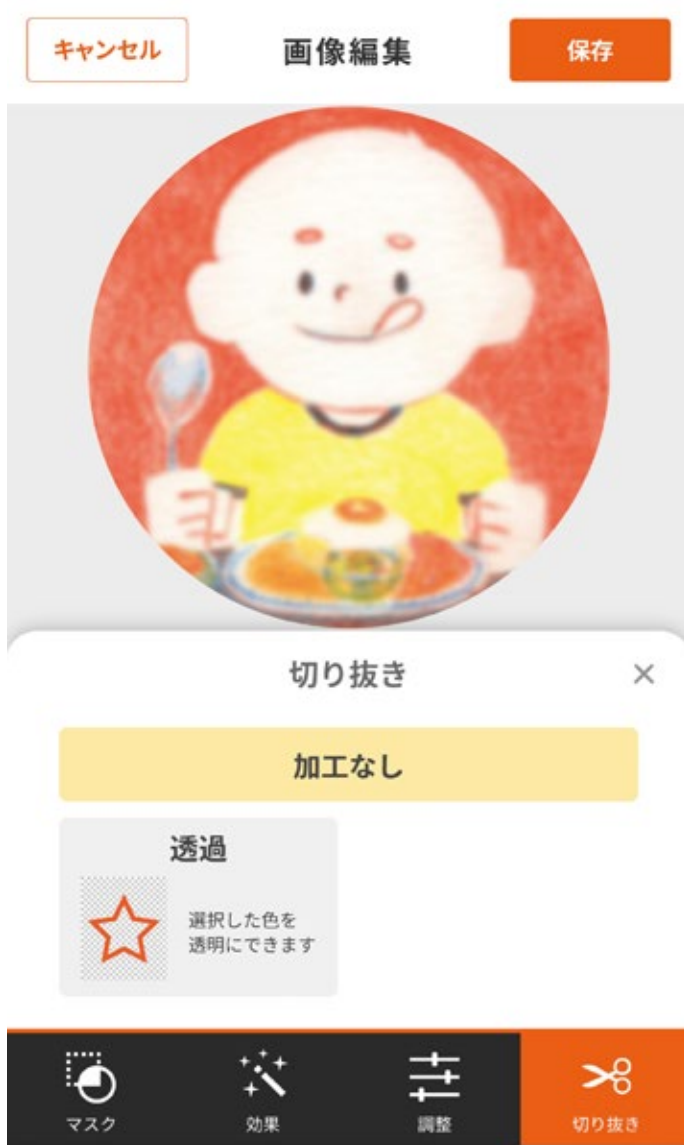 キャンセル
画像編集
保存
切り抜き
×
加工なし
透過
選択した色を
透明にできます
マスク
効果
調整
切り抜き